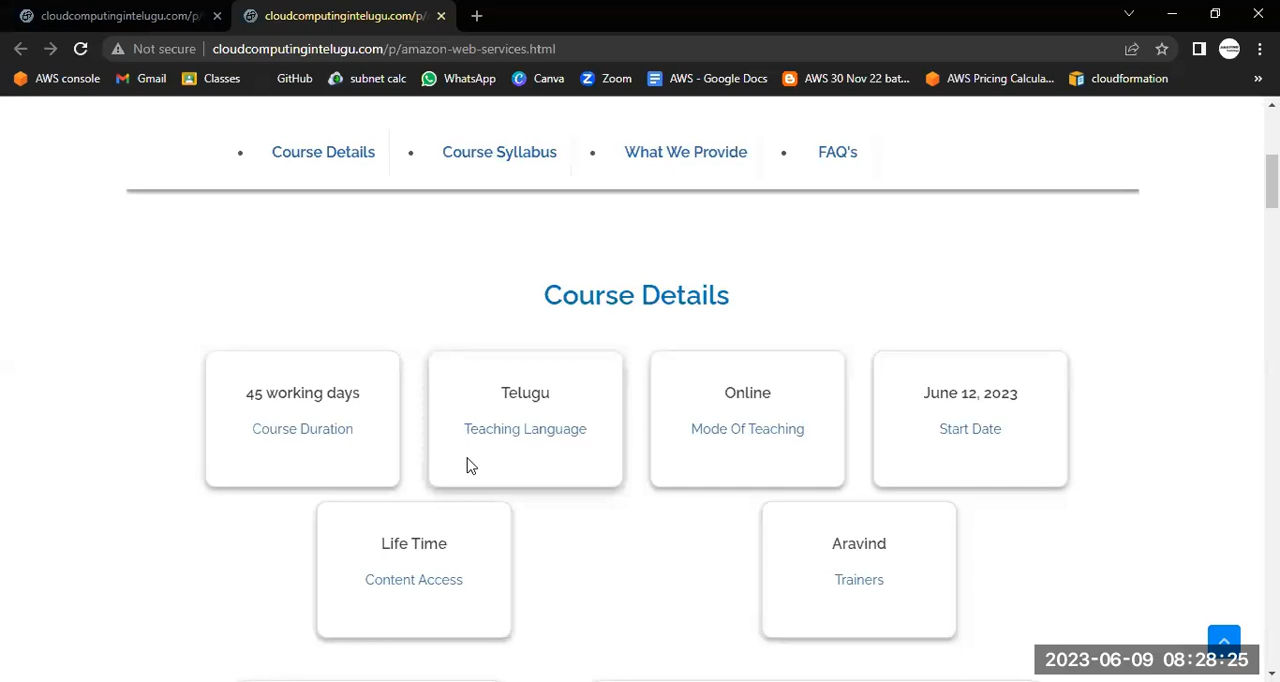 cloudcomputingintelugu.com/p/ cloudcomputingintelugu.com/p/
Not secure cloudcomputingintelugu.com/p/amazon-web-services.html
AWS console Gmail Classes GitHub subnet calc WhatsApp Canva Zoom AWS - Google Docs AWS 30 Nov 22 bat... AWS Pricing Calcula... cloudformation »
• Course Details • Course Syllabus • What We Provide • FAQ's
Course Details
45 working days Telugu Online June 12, 2023
Course Duration Teaching Language Mode Of Teaching Start Date
Life Time Aravind
Content Access Trainers
2023-06-09 08:28:25